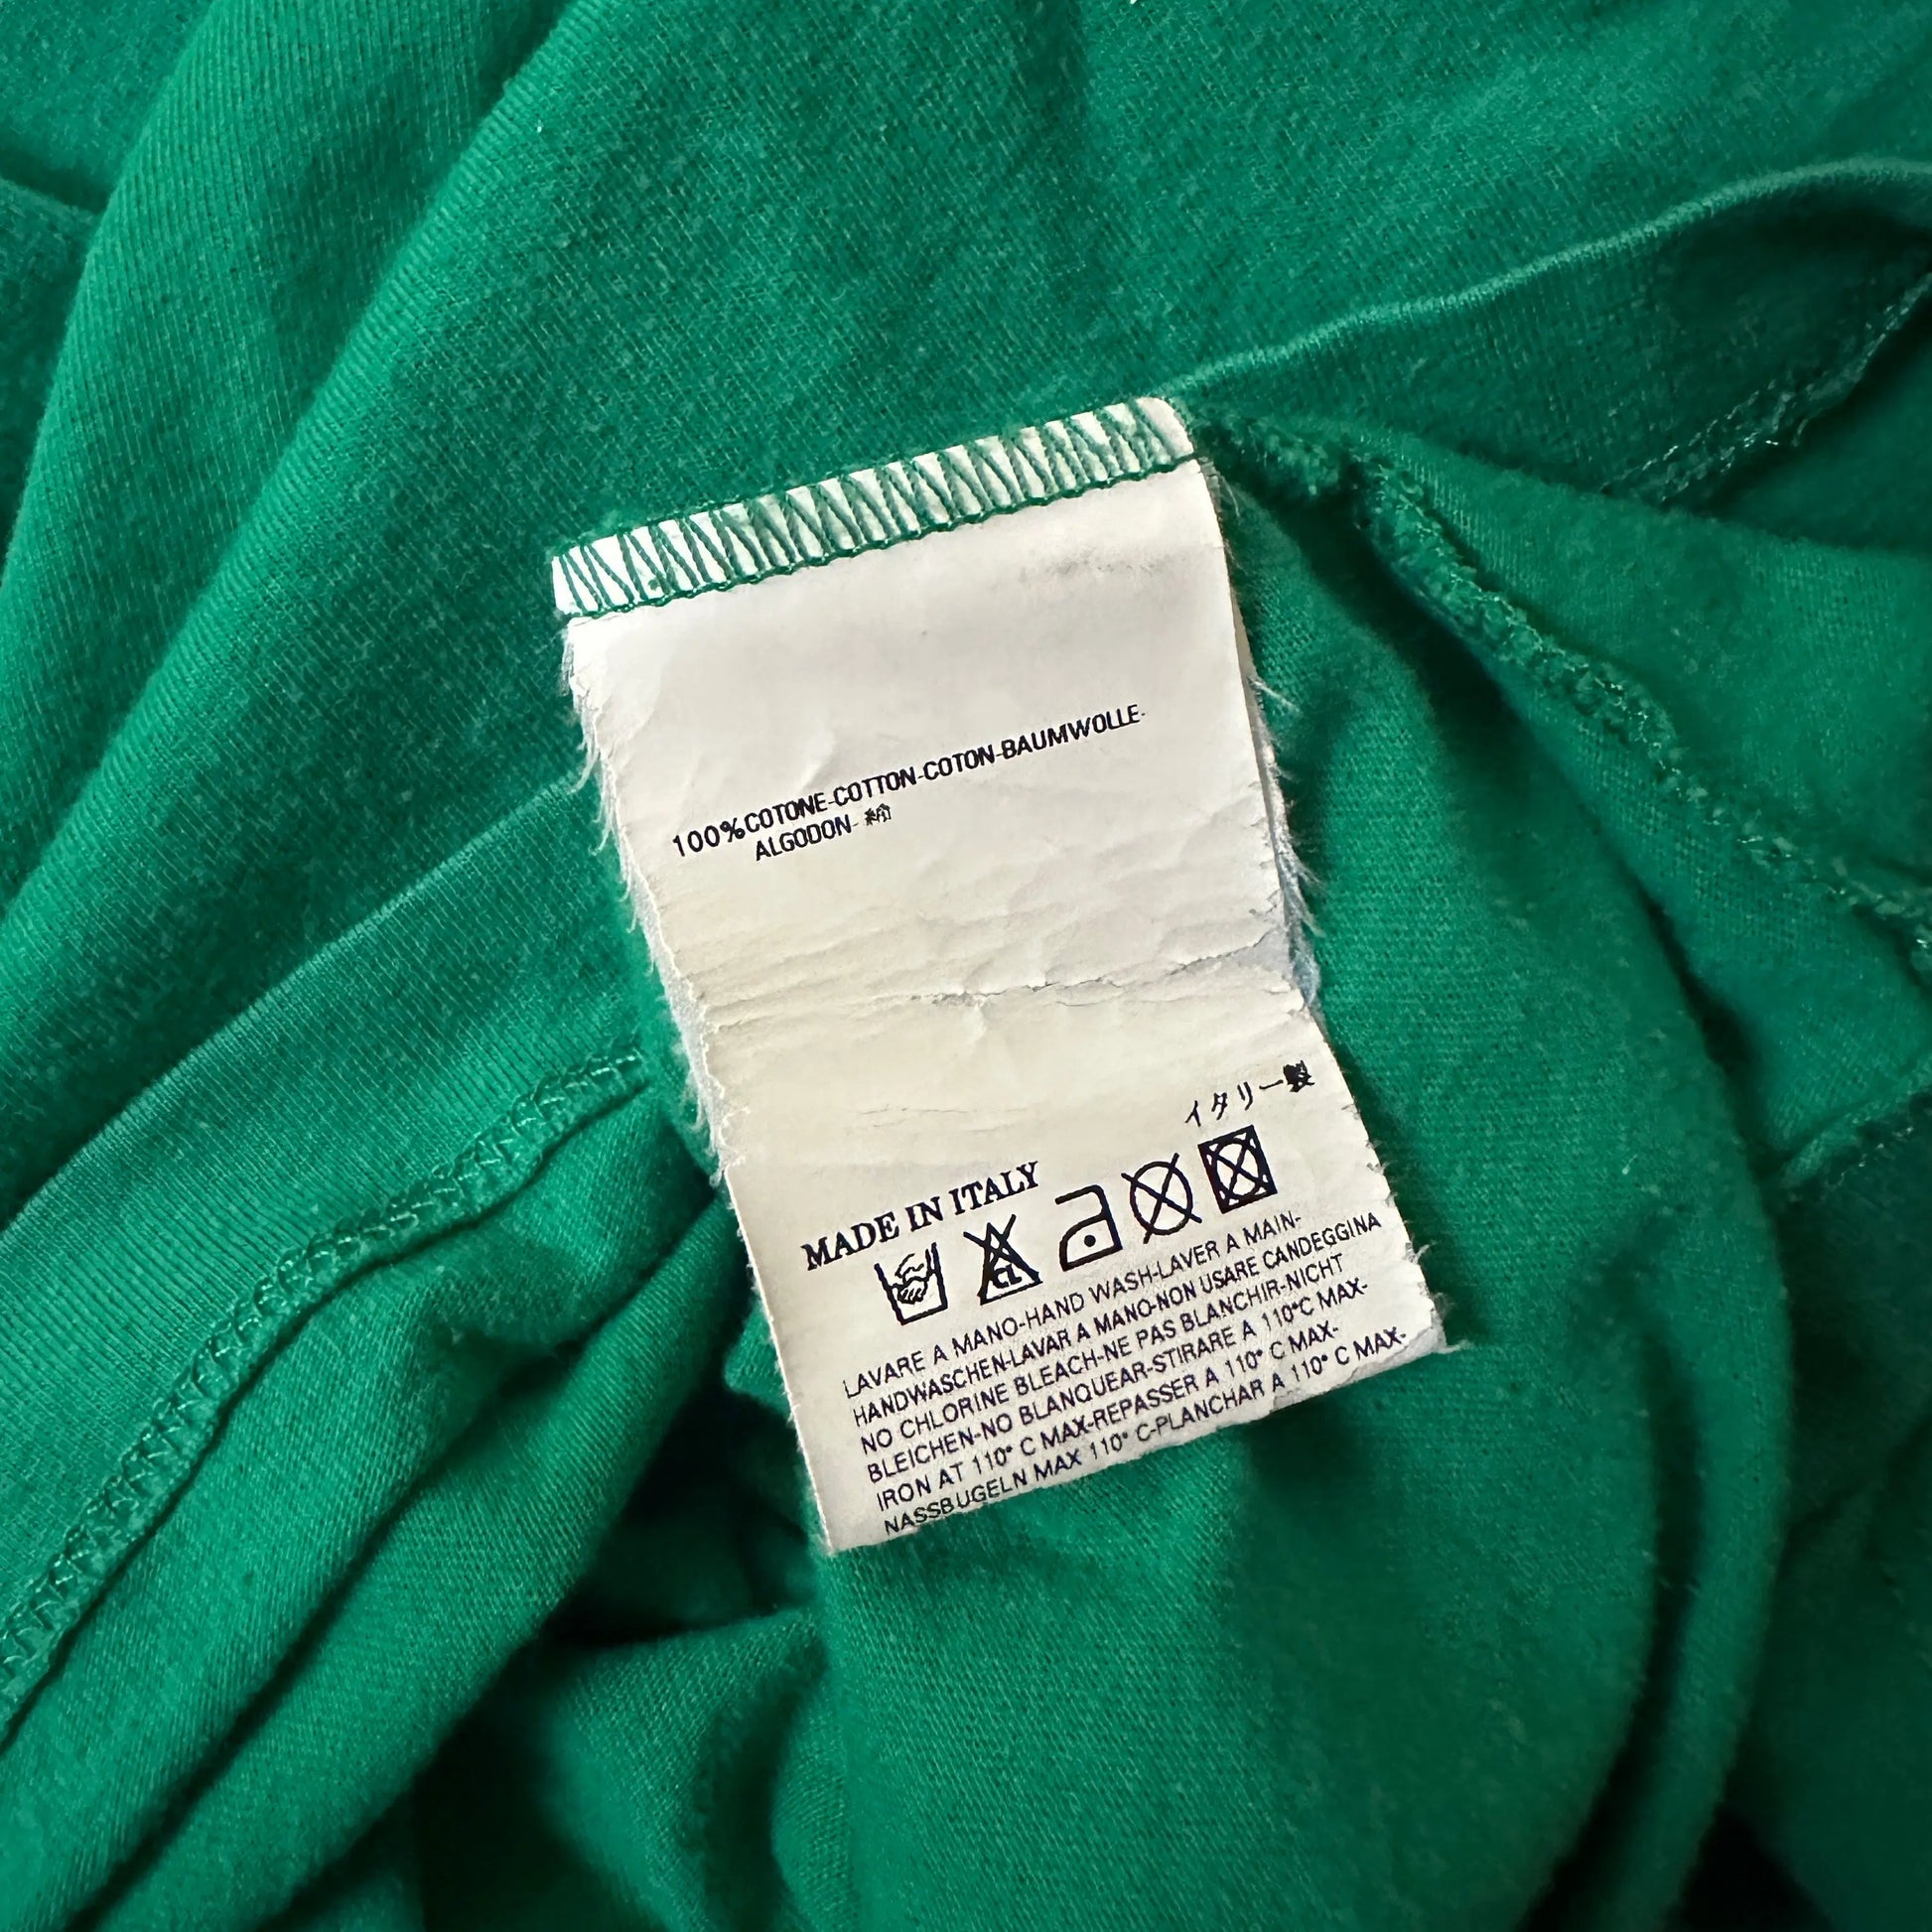 100%COTONE-COTTON-COTON-BAUMWOLLE-
ALGODON- 綿
イタリー製
MADE IN ITALY
CL
LAVARE A MANO-HAND WASH-LAVER A MAIN-
HANDWASCHEN-LAVAR A MANO-NON USARE CANDEGGINA
NO CHLORINE BLEACH-NE PAS BLANCHIR-NICHT
BLEICHEN-NO BLANQUEAR-STIRARE A 110°C MAX-
IRON AT 110° C MAX-REPASSER A 110° C MAX-
NASSBUGELN MAX 110° C-PLANCHAR A 110° C MAX-